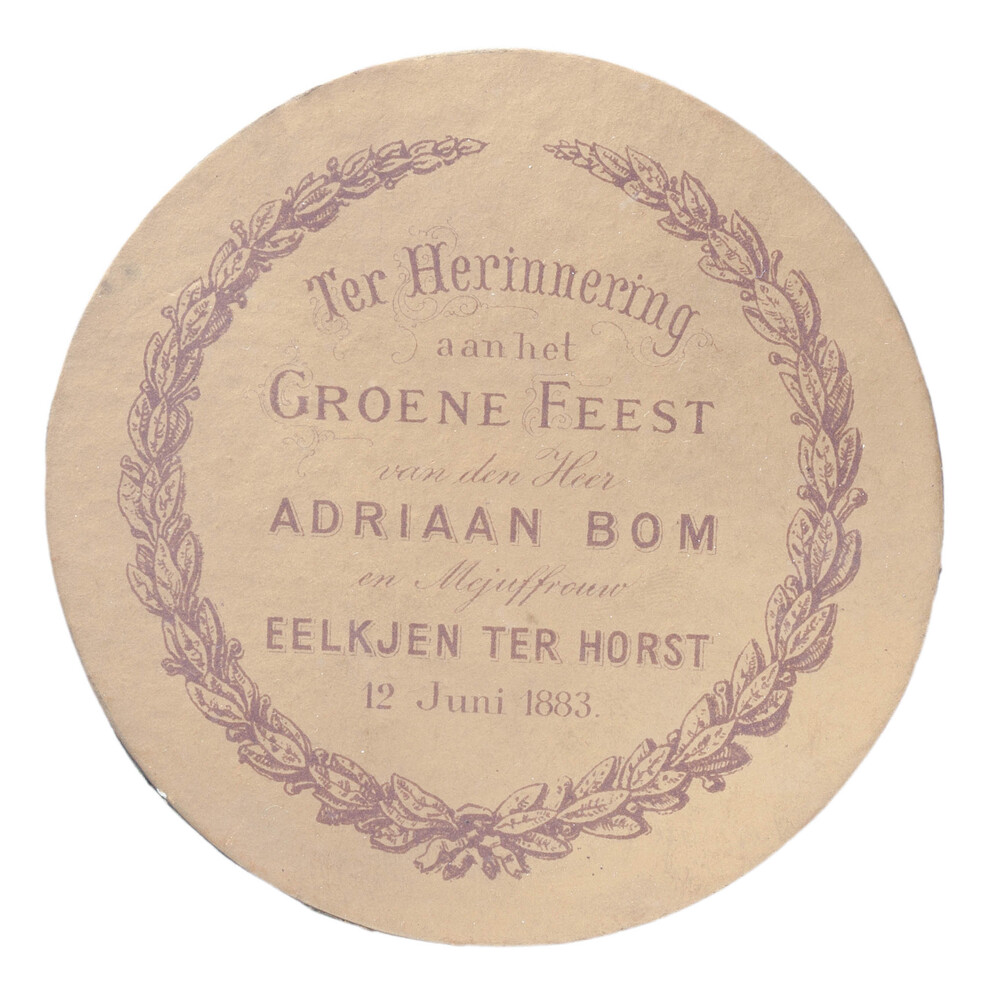 Ter Herinnering
aan het
GROENE FEEST
van den Heer
ADRIAAN BOM
en Mejuffrouw
EELKJEN TER HORST
12 Juni 1883.